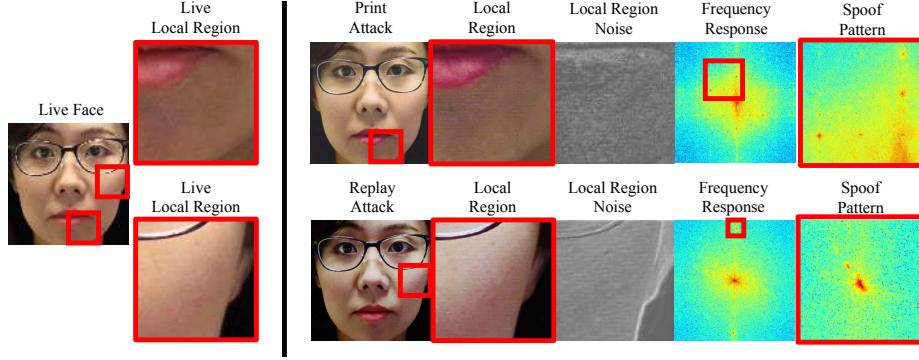 Live
Local Region
Live Face
Live
Local Region
Print
Attack
Local
Region
Local Region
Noise
Frequency
Response
Spoof
Pattern
Replay
Attack
Local
Region
Local Region
Noise
Frequency
Response
Spoof
Pattern